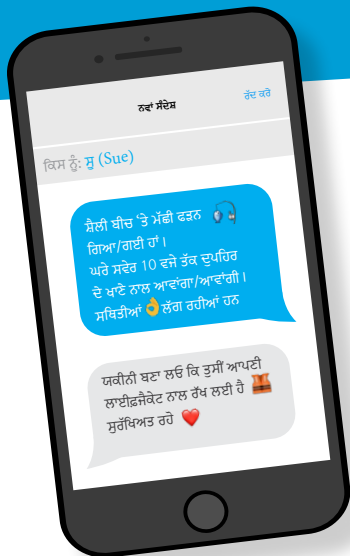 ਨਵਾਂ ਸੰਦੇਸ਼
ਰੱਦ ਕਰੋ
ਕਿਸ ਨੂੰ: ਸੂ (Sue)
ਸ਼ੈਲੀ ਬੀਚ ‘ਤੇ ਮੱਛੀ ਫੜਨ 🎣
ਗਿਆ/ਗਈ ਹਾਂ।
ਘਰੇ ਸਵੇਰ 10 ਵਜੇ ਤੱਕ ਦੁਪਹਿਰ
ਦੇ ਖਾਣੇ ਨਾਲ ਆਵਾਂਗਾ/ਆਵਾਂਗੀ।
ਸਥਿਤੀਆਂ 👌 ਲੱਗ ਰਹੀਆਂ ਹਨ
ਯਕੀਨੀ ਬਣਾ ਲਓ ਕਿ ਤੁਸੀਂ ਆਪਣੀ
ਲਾਈਫ਼ਜੈਕੇਟ ਨਾਲ ਰੱਖ ਲਈ ਹੈ
ਸੁਰੱਖਿਅਤ ਰਹੋ ❤️